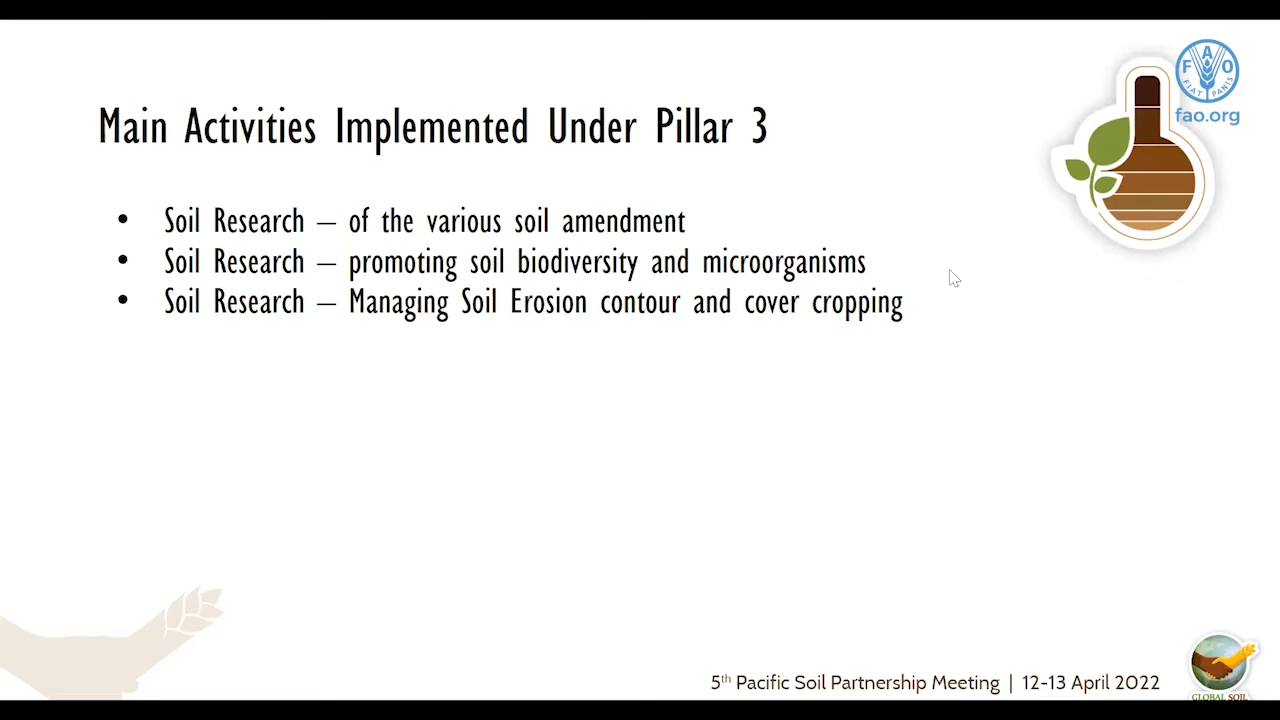 FAO
FIAT PANIS
fao.org
Main Activities Implemented Under Pillar 3
• Soil Research – of the various soil amendment
• Soil Research – promoting soil biodiversity and microorganisms
• Soil Research – Managing Soil Erosion contour and cover cropping
5th Pacific Soil Partnership Meeting | 12-13 April 2022
GLOBAL SOIL